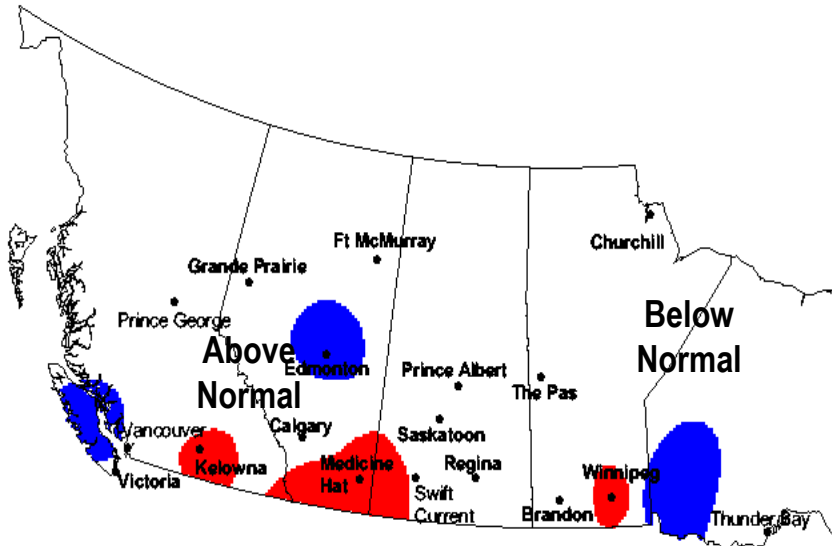 Churchill
Ft McMurray
Grande Prairie
Prince George
Below
Normal
Above
Normal
Edmonton
Prince Albert
The Pas
Calgary
Vancouver
Saskatoon
Kelowna
Medicine
Hat
Regina
Winnipeg
Victoria
Swift
Current
Brandon
Thunder Bay